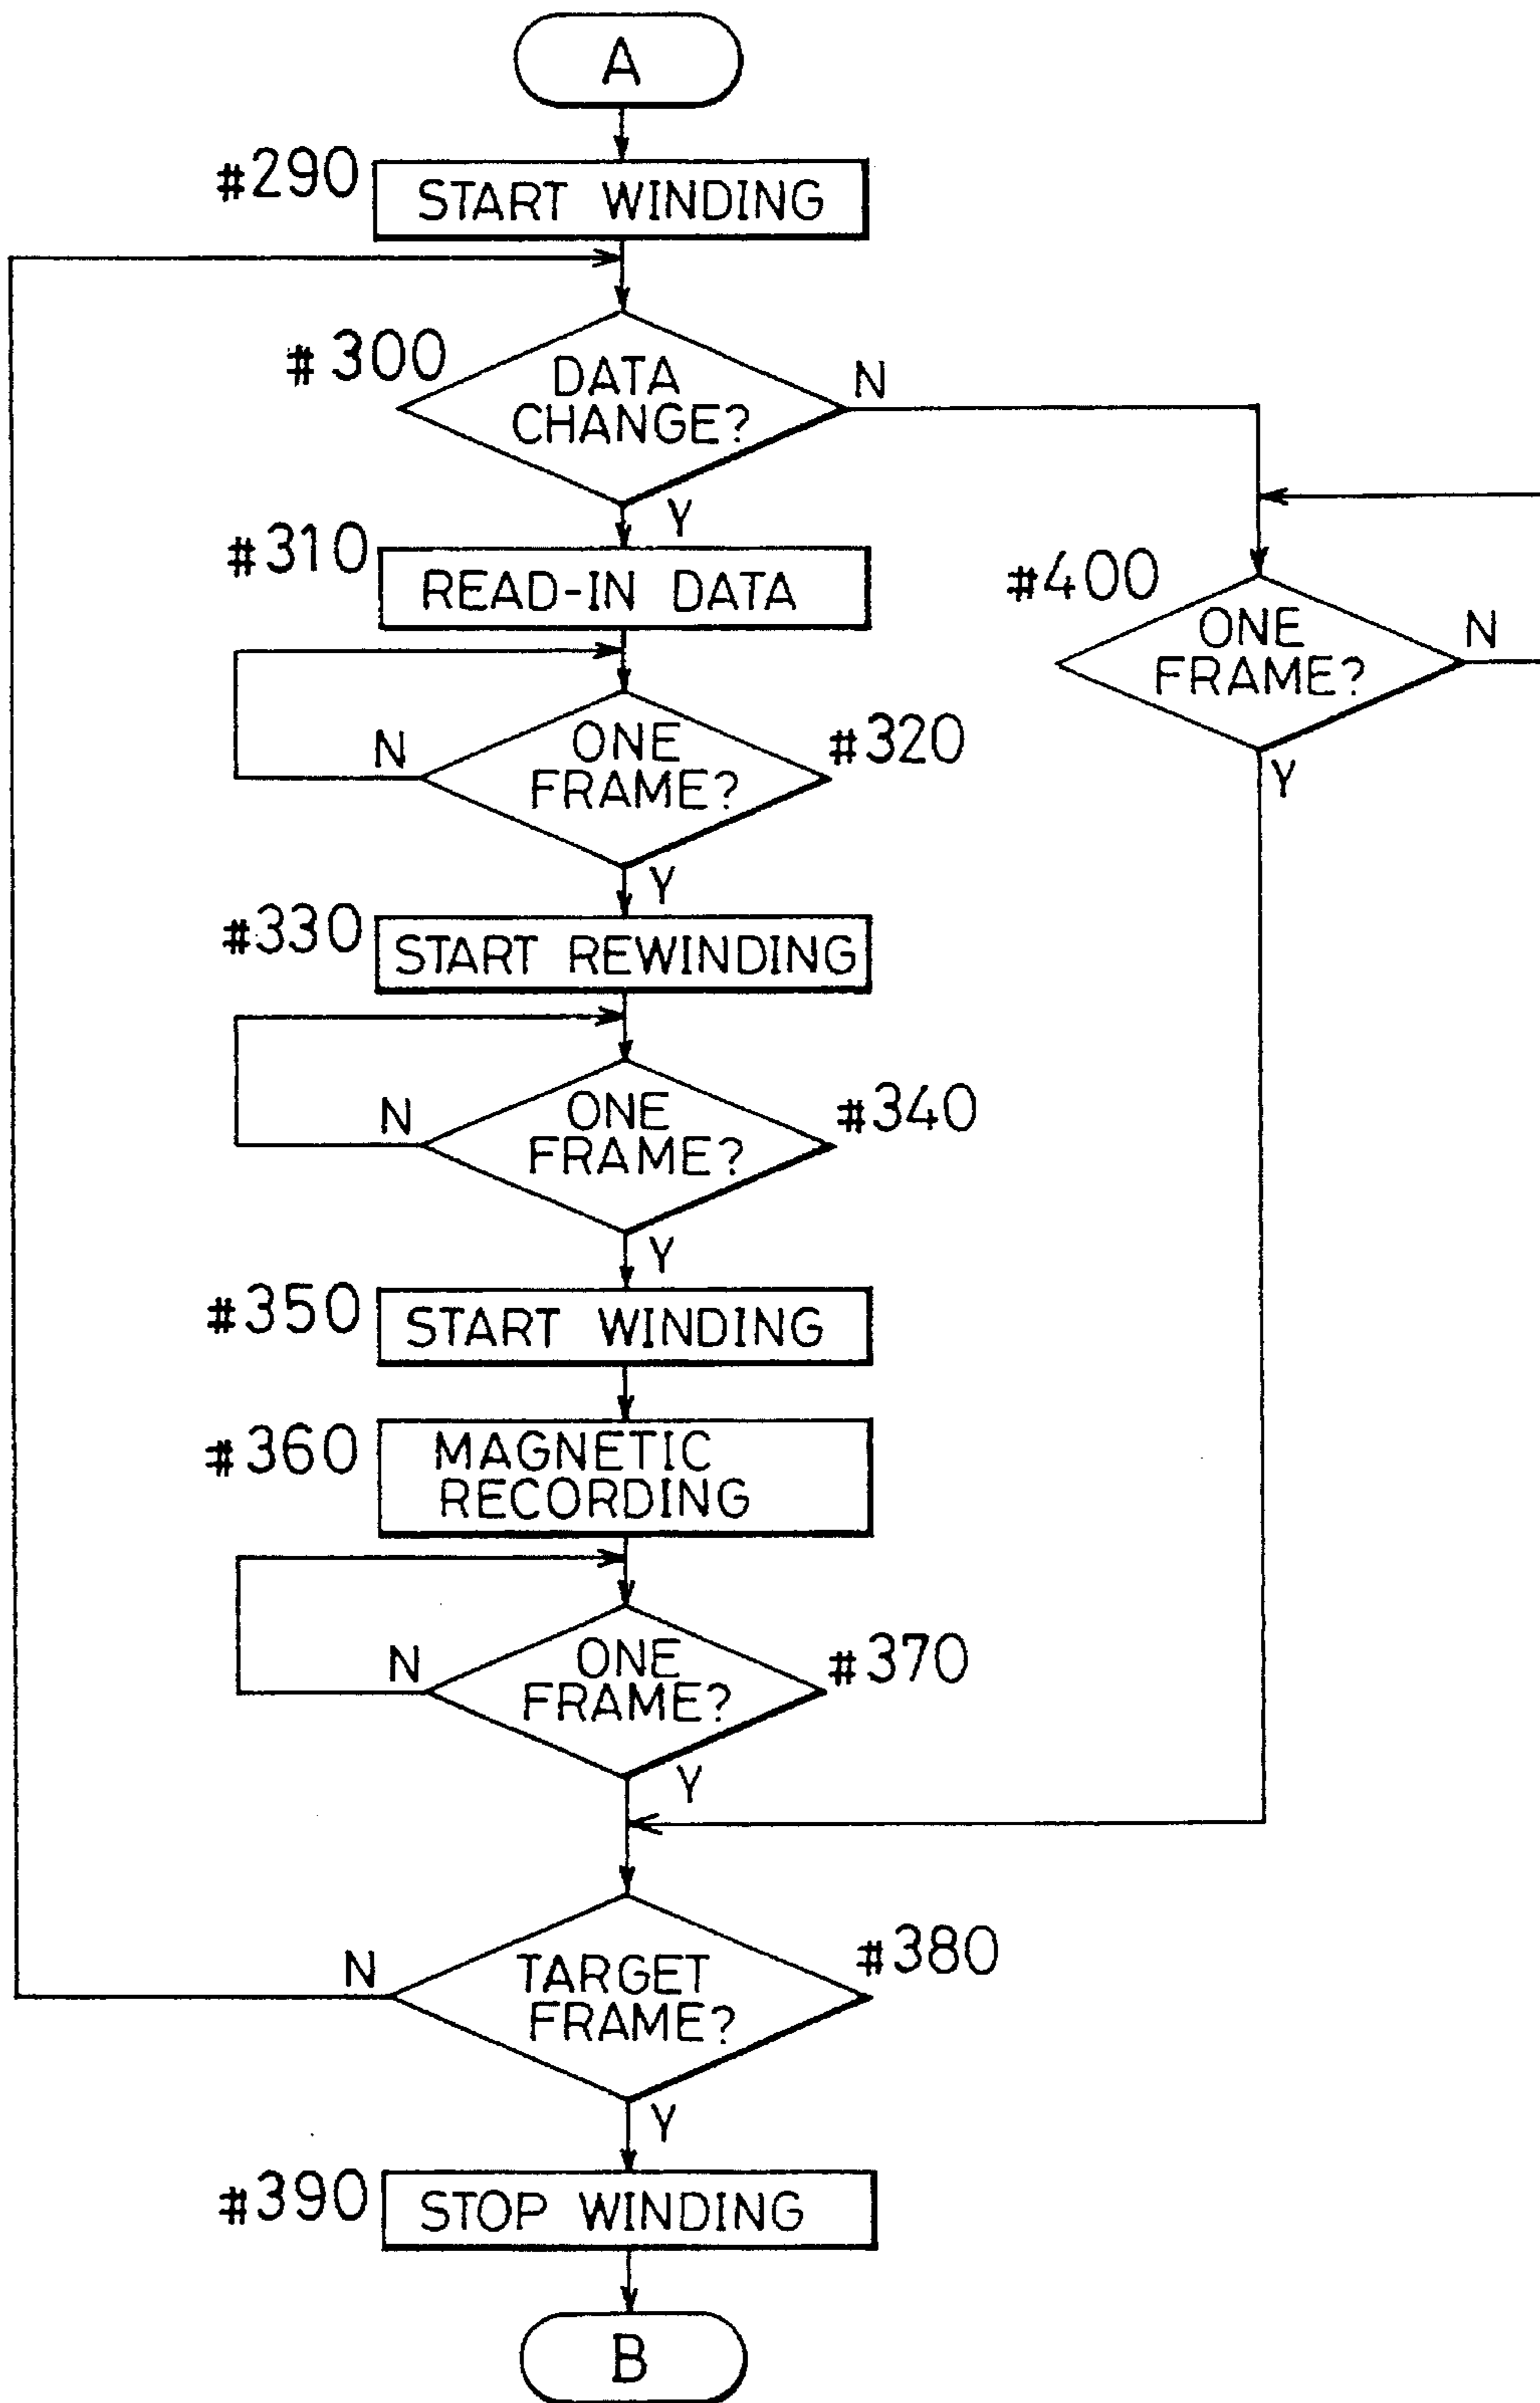 A
#290
START WINDING
#300
DATA
CHANGE?
N
Y
#310
READ-IN DATA
#400
ONE
FRAME?
N
Y
ONE
FRAME?
#320
N
Y
#330
START REWINDING
ONE
FRAME?
#340
N
Y
#350
START WINDING
#360
MAGNETIC
RECORDING
ONE
FRAME?
#370
N
Y
TARGET
FRAME?
#380
N
Y
#390
STOP WINDING
B